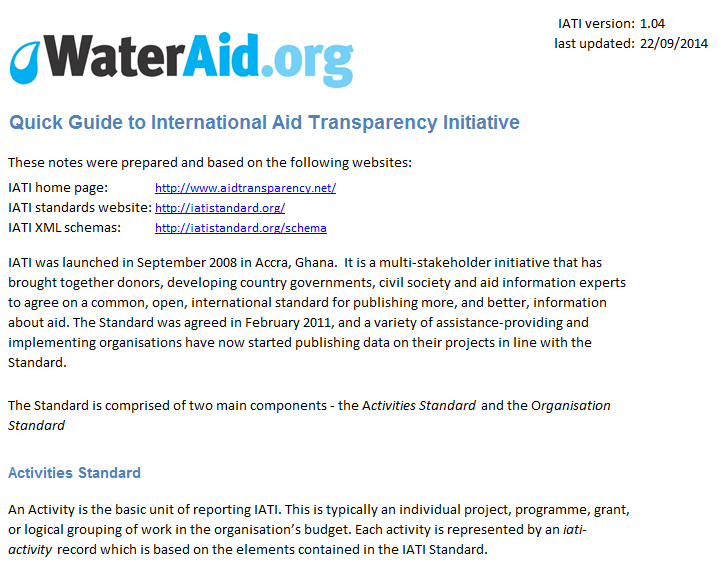 WaterAid.org
IATI version: 1.04
last updated: 22/09/2014
Quick Guide to International Aid Transparency Initiative
These notes were prepared and based on the following websites:
IATI home page: http://www.aidtransparency.net/
IATI standards website: http://iatistandard.org/
IATI XML schemas: http://iatistandard.org/schema
IATI was launched in September 2008 in Accra, Ghana.  It is a multi-stakeholder initiative that has
brought together donors, developing country governments, civil society and aid information experts
to agree on a common, open, international standard for publishing more, and better, information
about aid. The Standard was agreed in February 2011, and a variety of assistance-providing and
implementing organisations have now started publishing data on their projects in line with the
Standard.
The Standard is comprised of two main components - the Activities Standard and the Organisation
Standard
Activities Standard
An Activity is the basic unit of reporting IATI. This is typically an individual project, programme, grant,
or logical grouping of work in the organisation's budget. Each activity is represented by an iati-
activity record which is based on the elements contained in the IATI Standard.